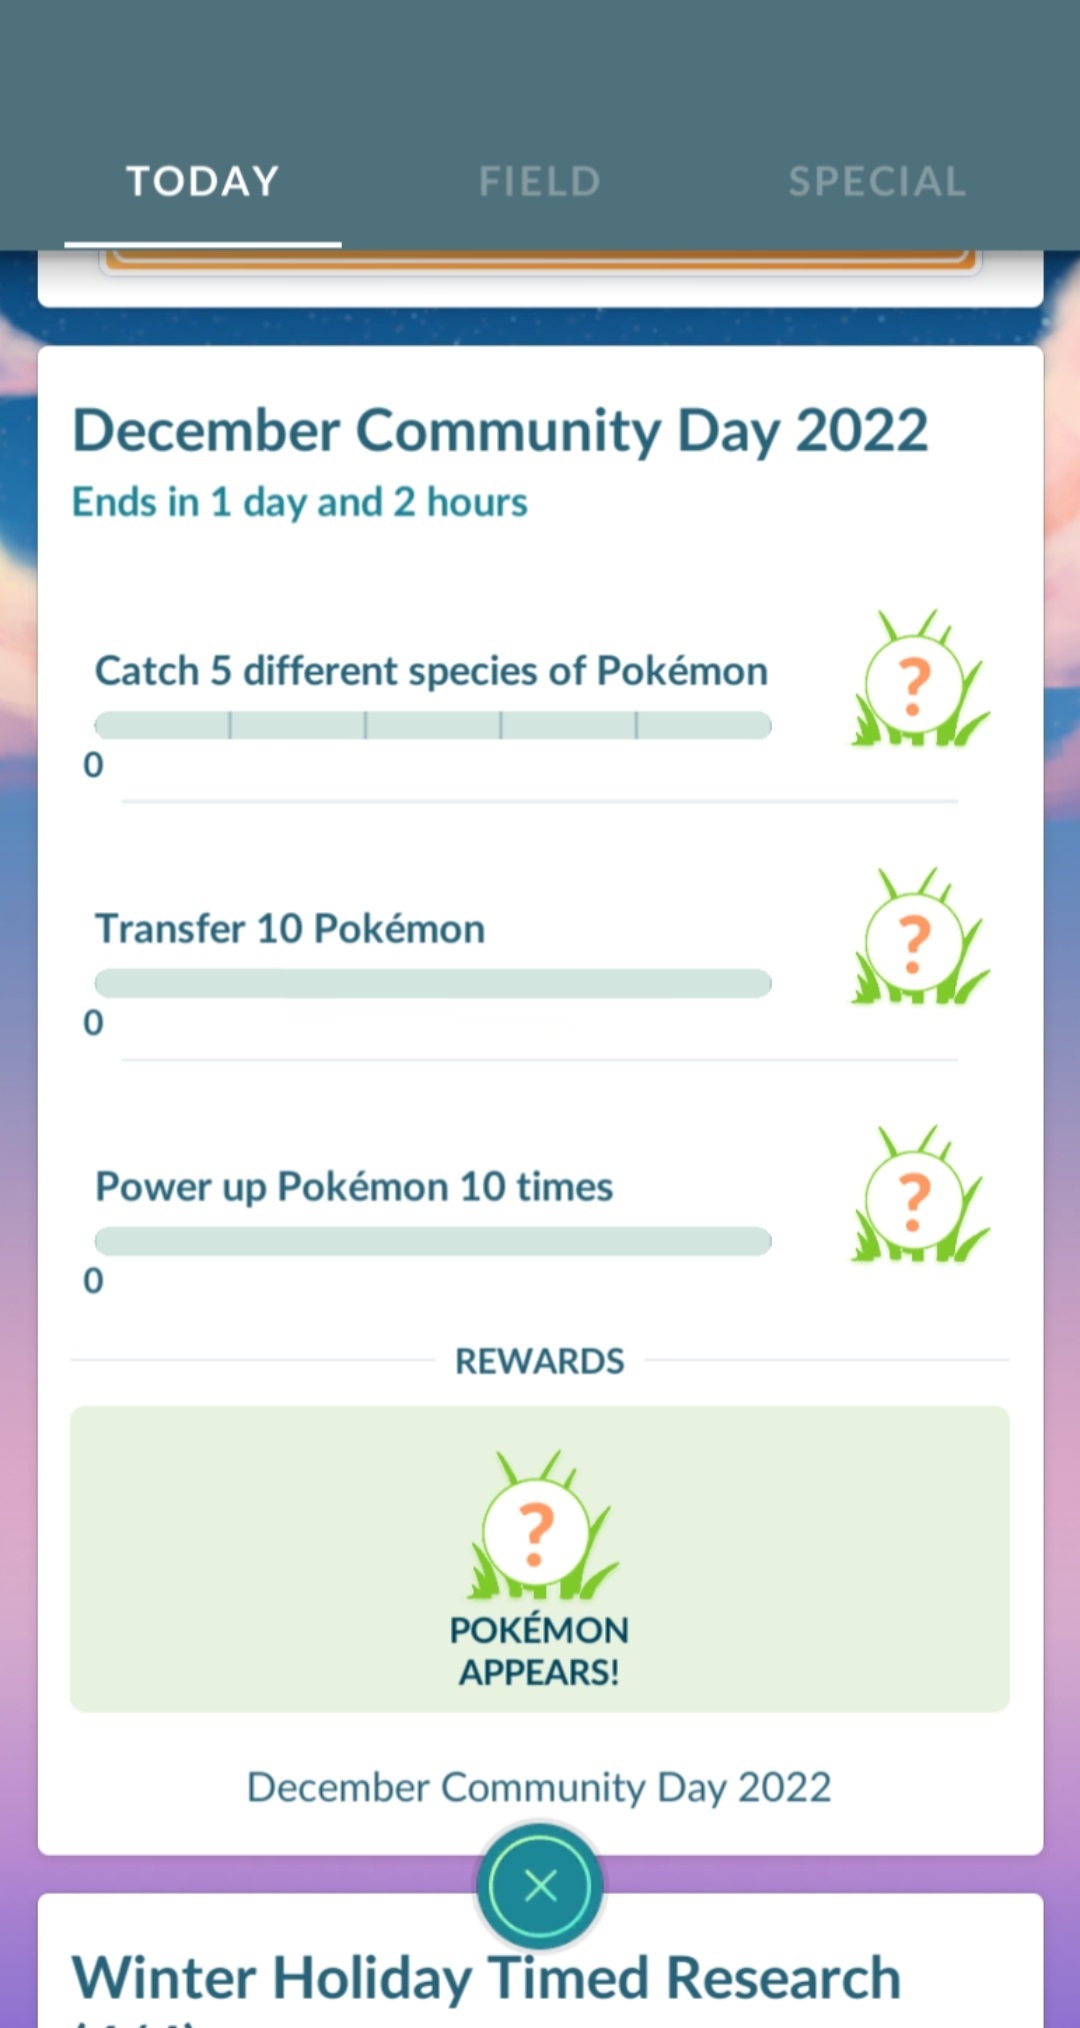 TODAY FIELD SPECIAL
December Community Day 2022
Ends in 1 day and 2 hours
Catch 5 different species of Pokémon
0
?
Transfer 10 Pokémon
0
?
Power up Pokémon 10 times
0
?
REWARDS
?
POKÉMON
APPEARS!
December Community Day 2022
Winter Holiday Timed Research